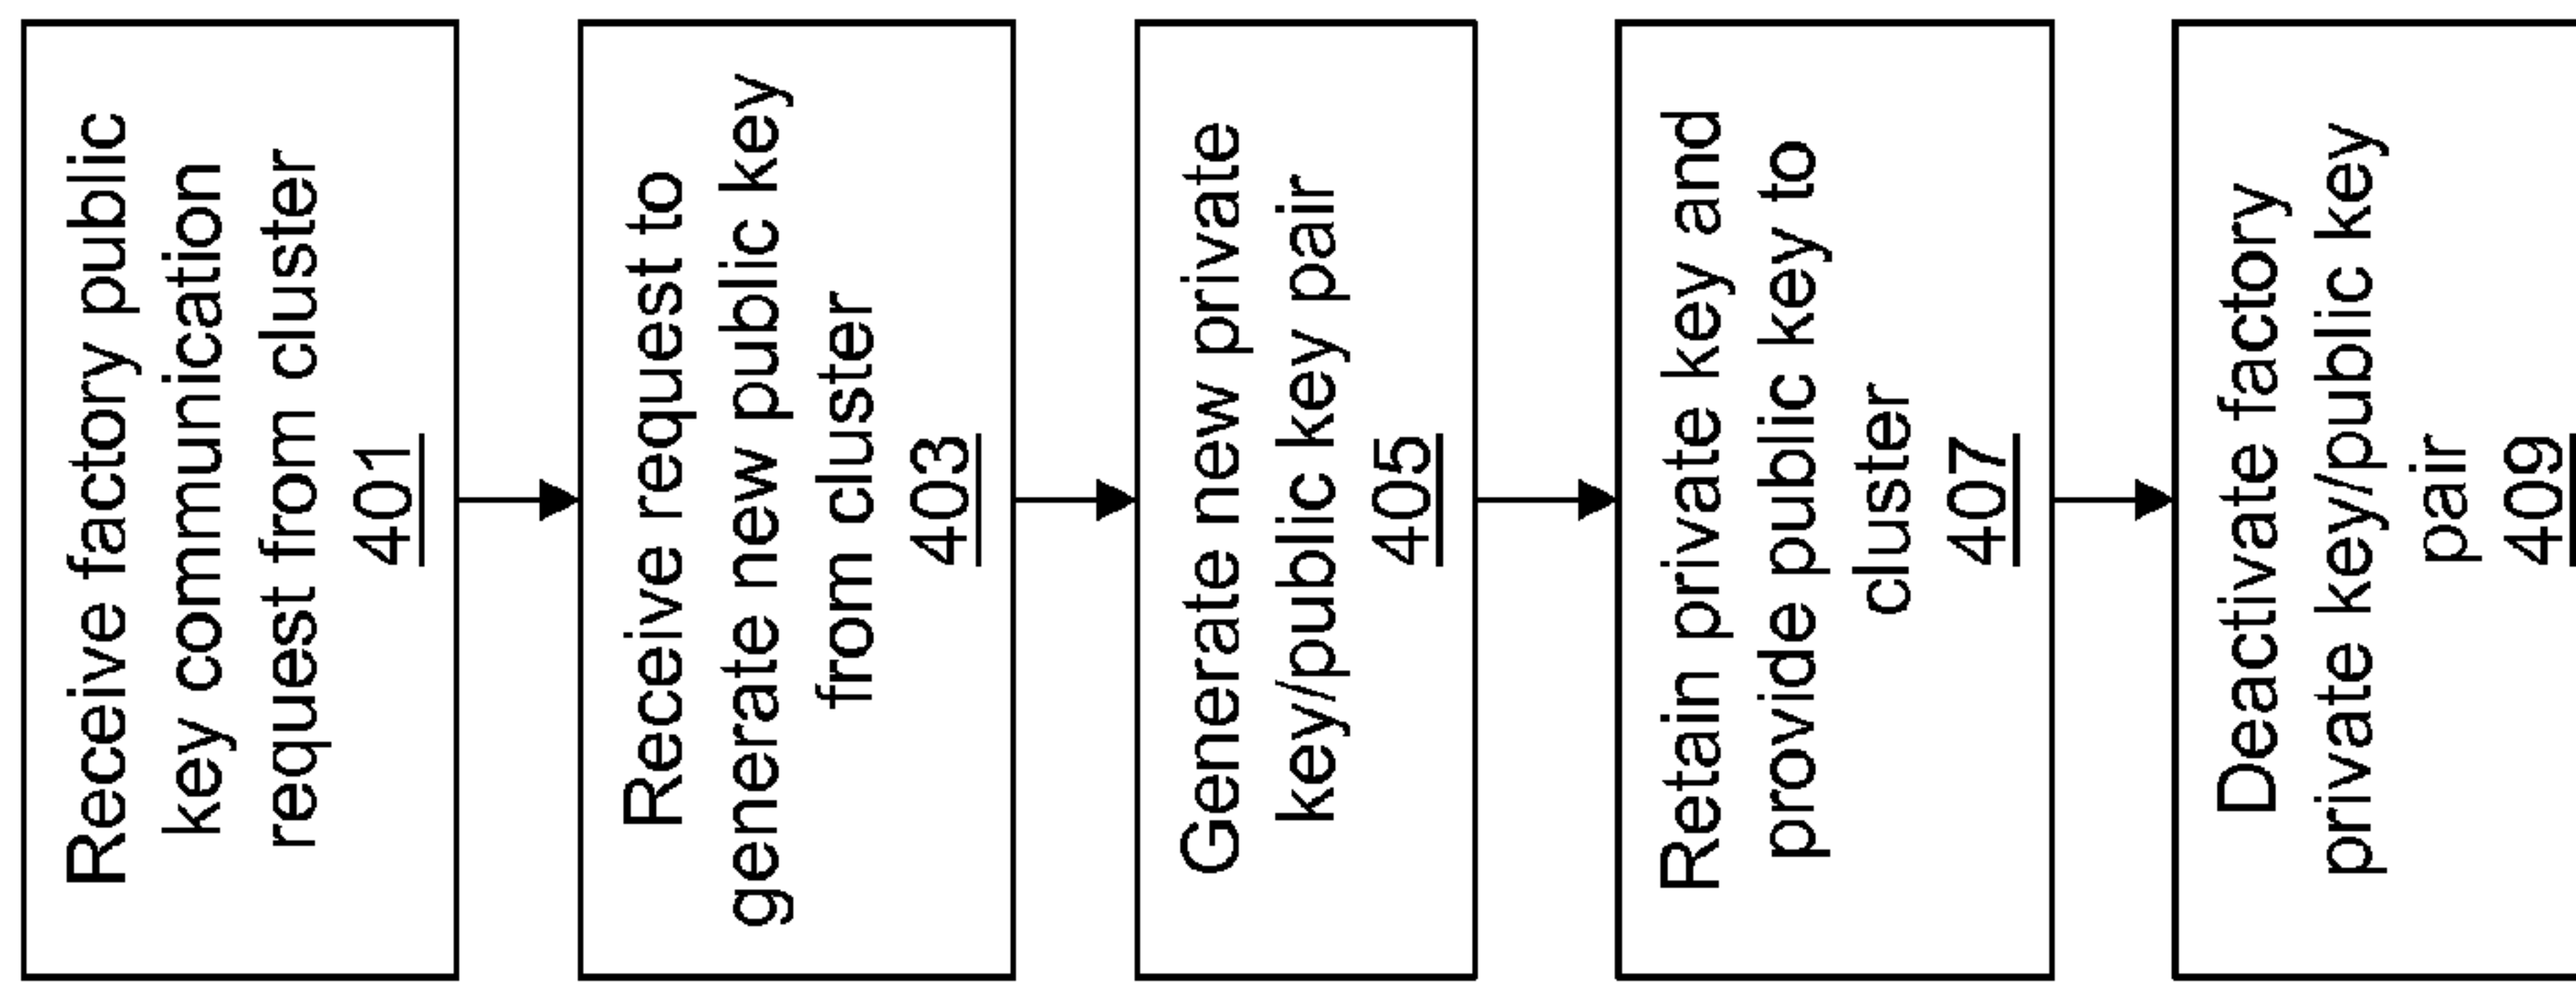 Receive factory public
key communication
request from cluster
401
Receive request to
generate new public key
from cluster
403
Generate new private
key/public key pair
405
Retain private key and
provide public key to
cluster
407
Deactivate factory
private key/public key
pair
409